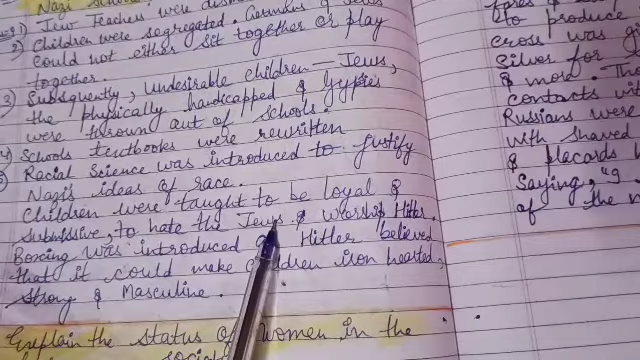 Nazi School
1) Jew Teachers were dism
2) Children were segregated. Germans & Jews
could not either sit together or play
together.
3) Subsequently, undesirable children — Jews,
the physically handicapped & Gypies
were thrown out of schools.
4) Schools textbooks were rewritten
Racial Science was introduced to justify
Nazi's ideas of race.
Children were taught to be loyal &
submissive, to hate the Jews & worship Hitler.
Boxing was introduced as Hitler believed
that it could make children iron hearted,
strong & Masculine.
Explain the status of women in the
to produce
cross was gi
silver for
& more. The
contacts wit
Russians were
with shaved
& placards
Saying, "I
of the n